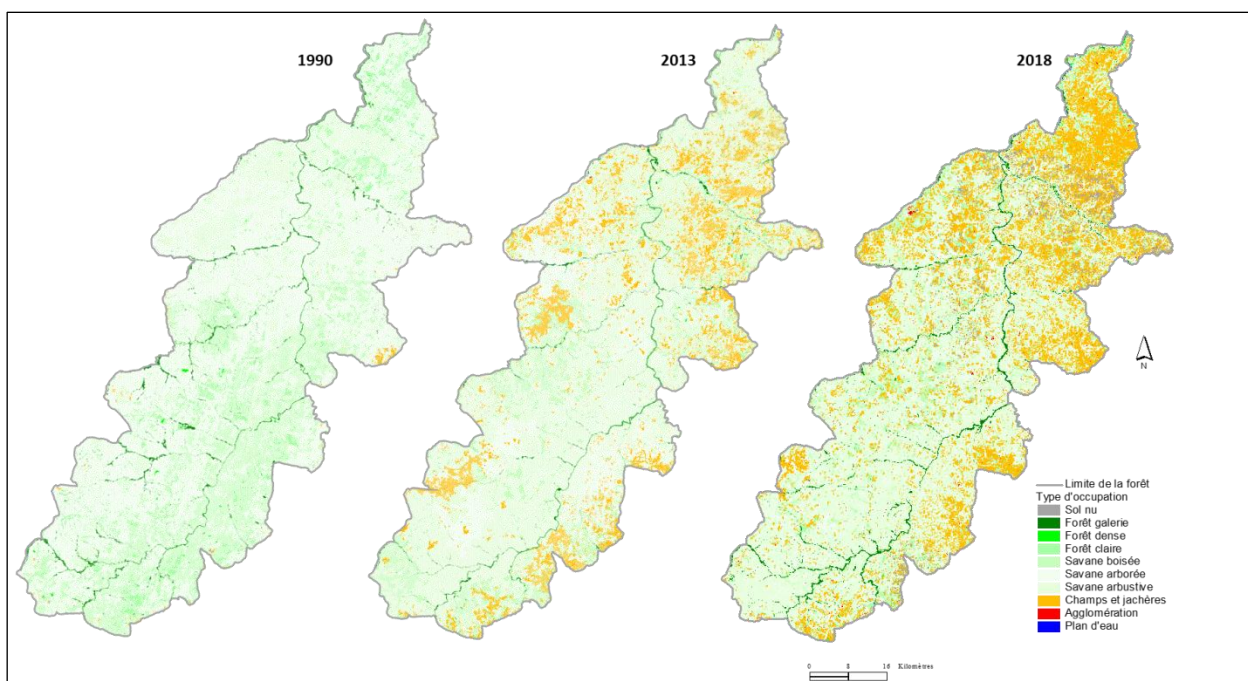 1990
2013
2018
N
Limite de la forêt
Type d'occupation
Sol nu
Forêt galerie
Forêt dense
Forêt claire
Savane boisée
Savane arborée
Savane arbustive
Champs et jachères
Agglomération
Plan d'eau
0 8 16 Kilomètres